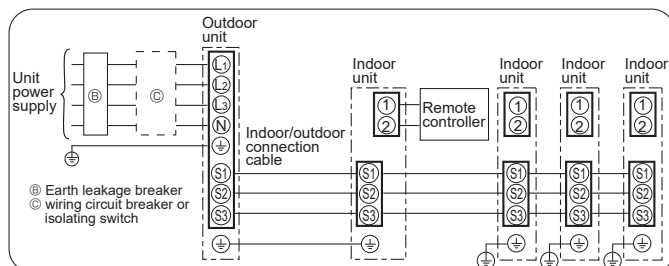 Outdoor
unit
Unit
power
supply
Ⓑ
Ⓒ
L1
L2
L3
N
S1
S2
S3
Indoor/outdoor
connection
cable
Indoor
unit
1
2
Remote
controller
S1
S2
S3
Indoor
unit
1
2
S1
S2
S3
Indoor
unit
1
2
S1
S2
S3
Indoor
unit
1
2
S1
S2
S3
Ⓑ Earth leakage breaker
Ⓒ wiring circuit breaker or
isolating switch